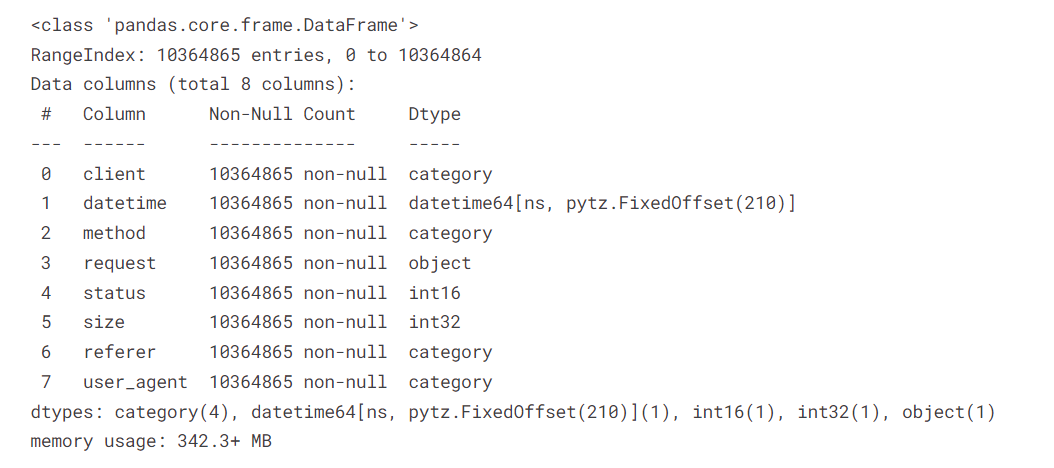 <class 'pandas.core.frame.DataFrame'>
RangeIndex: 10364865 entries, 0 to 10364864
Data columns (total 8 columns):
 #   Column      Non-Null Count     Dtype
---  ------      --------------     -----
 0   client      10364865 non-null  category
 1   datetime    10364865 non-null  datetime64[ns, pytz.FixedOffset(210)]
 2   method      10364865 non-null  category
 3   request     10364865 non-null  object
 4   status      10364865 non-null  int16
 5   size        10364865 non-null  int32
 6   referer     10364865 non-null  category
 7   user_agent  10364865 non-null  category
dtypes: category(4), datetime64[ns, pytz.FixedOffset(210)](1), int16(1), int32(1), object(1)
memory usage: 342.3+ MB